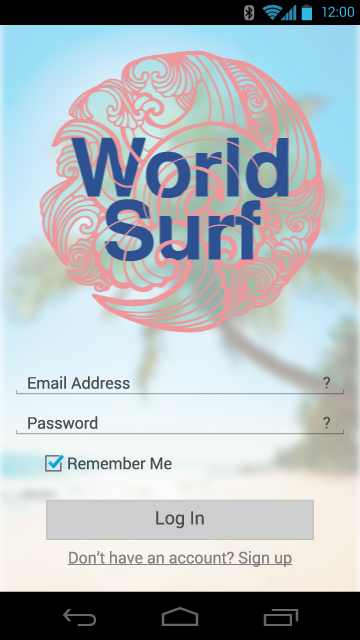 12:00
World
Surf
Email Address ?
Password ?
Remember Me
Log In
Don't have an account? Sign up